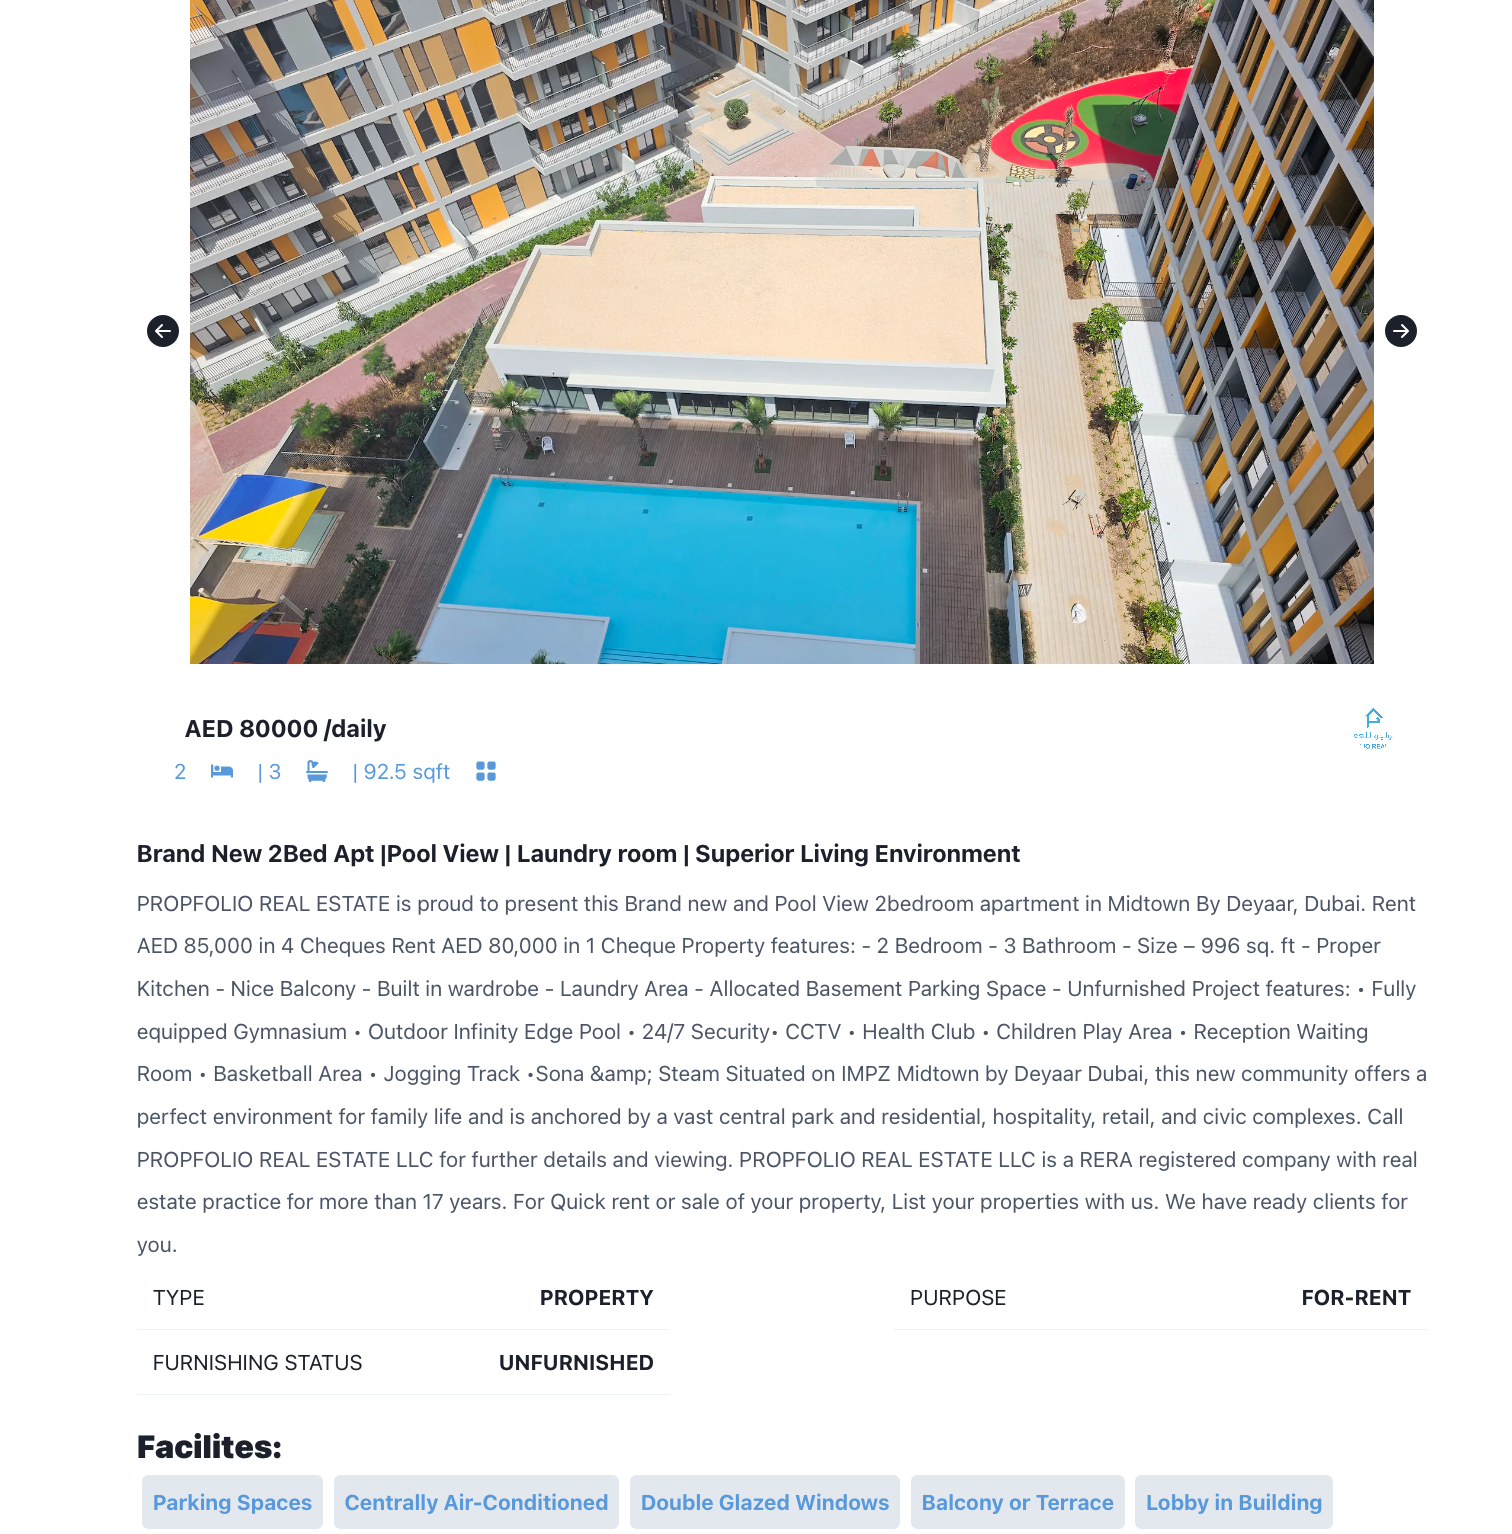 AED 80000 /daily
2 | 3 | 92.5 sqft
Brand New 2Bed Apt |Pool View | Laundry room | Superior Living Environment
PROPFOLIO REAL ESTATE is proud to present this Brand new and Pool View 2bedroom apartment in Midtown By Deyaar, Dubai. Rent
AED 85,000 in 4 Cheques Rent AED 80,000 in 1 Cheque Property features: - 2 Bedroom - 3 Bathroom - Size – 996 sq. ft - Proper
Kitchen - Nice Balcony - Built in wardrobe - Laundry Area - Allocated Basement Parking Space - Unfurnished Project features: • Fully
equipped Gymnasium • Outdoor Infinity Edge Pool • 24/7 Security• CCTV • Health Club • Children Play Area • Reception Waiting
Room • Basketball Area • Jogging Track •Sona &amp; Steam Situated on IMPZ Midtown by Deyaar Dubai, this new community offers a
perfect environment for family life and is anchored by a vast central park and residential, hospitality, retail, and civic complexes. Call
PROPFOLIO REAL ESTATE LLC for further details and viewing. PROPFOLIO REAL ESTATE LLC is a RERA registered company with real
estate practice for more than 17 years. For Quick rent or sale of your property, List your properties with us. We have ready clients for
you.
TYPE PROPERTY PURPOSE FOR-RENT
FURNISHING STATUS UNFURNISHED
Facilites:
Parking Spaces Centrally Air-Conditioned Double Glazed Windows Balcony or Terrace Lobby in Building